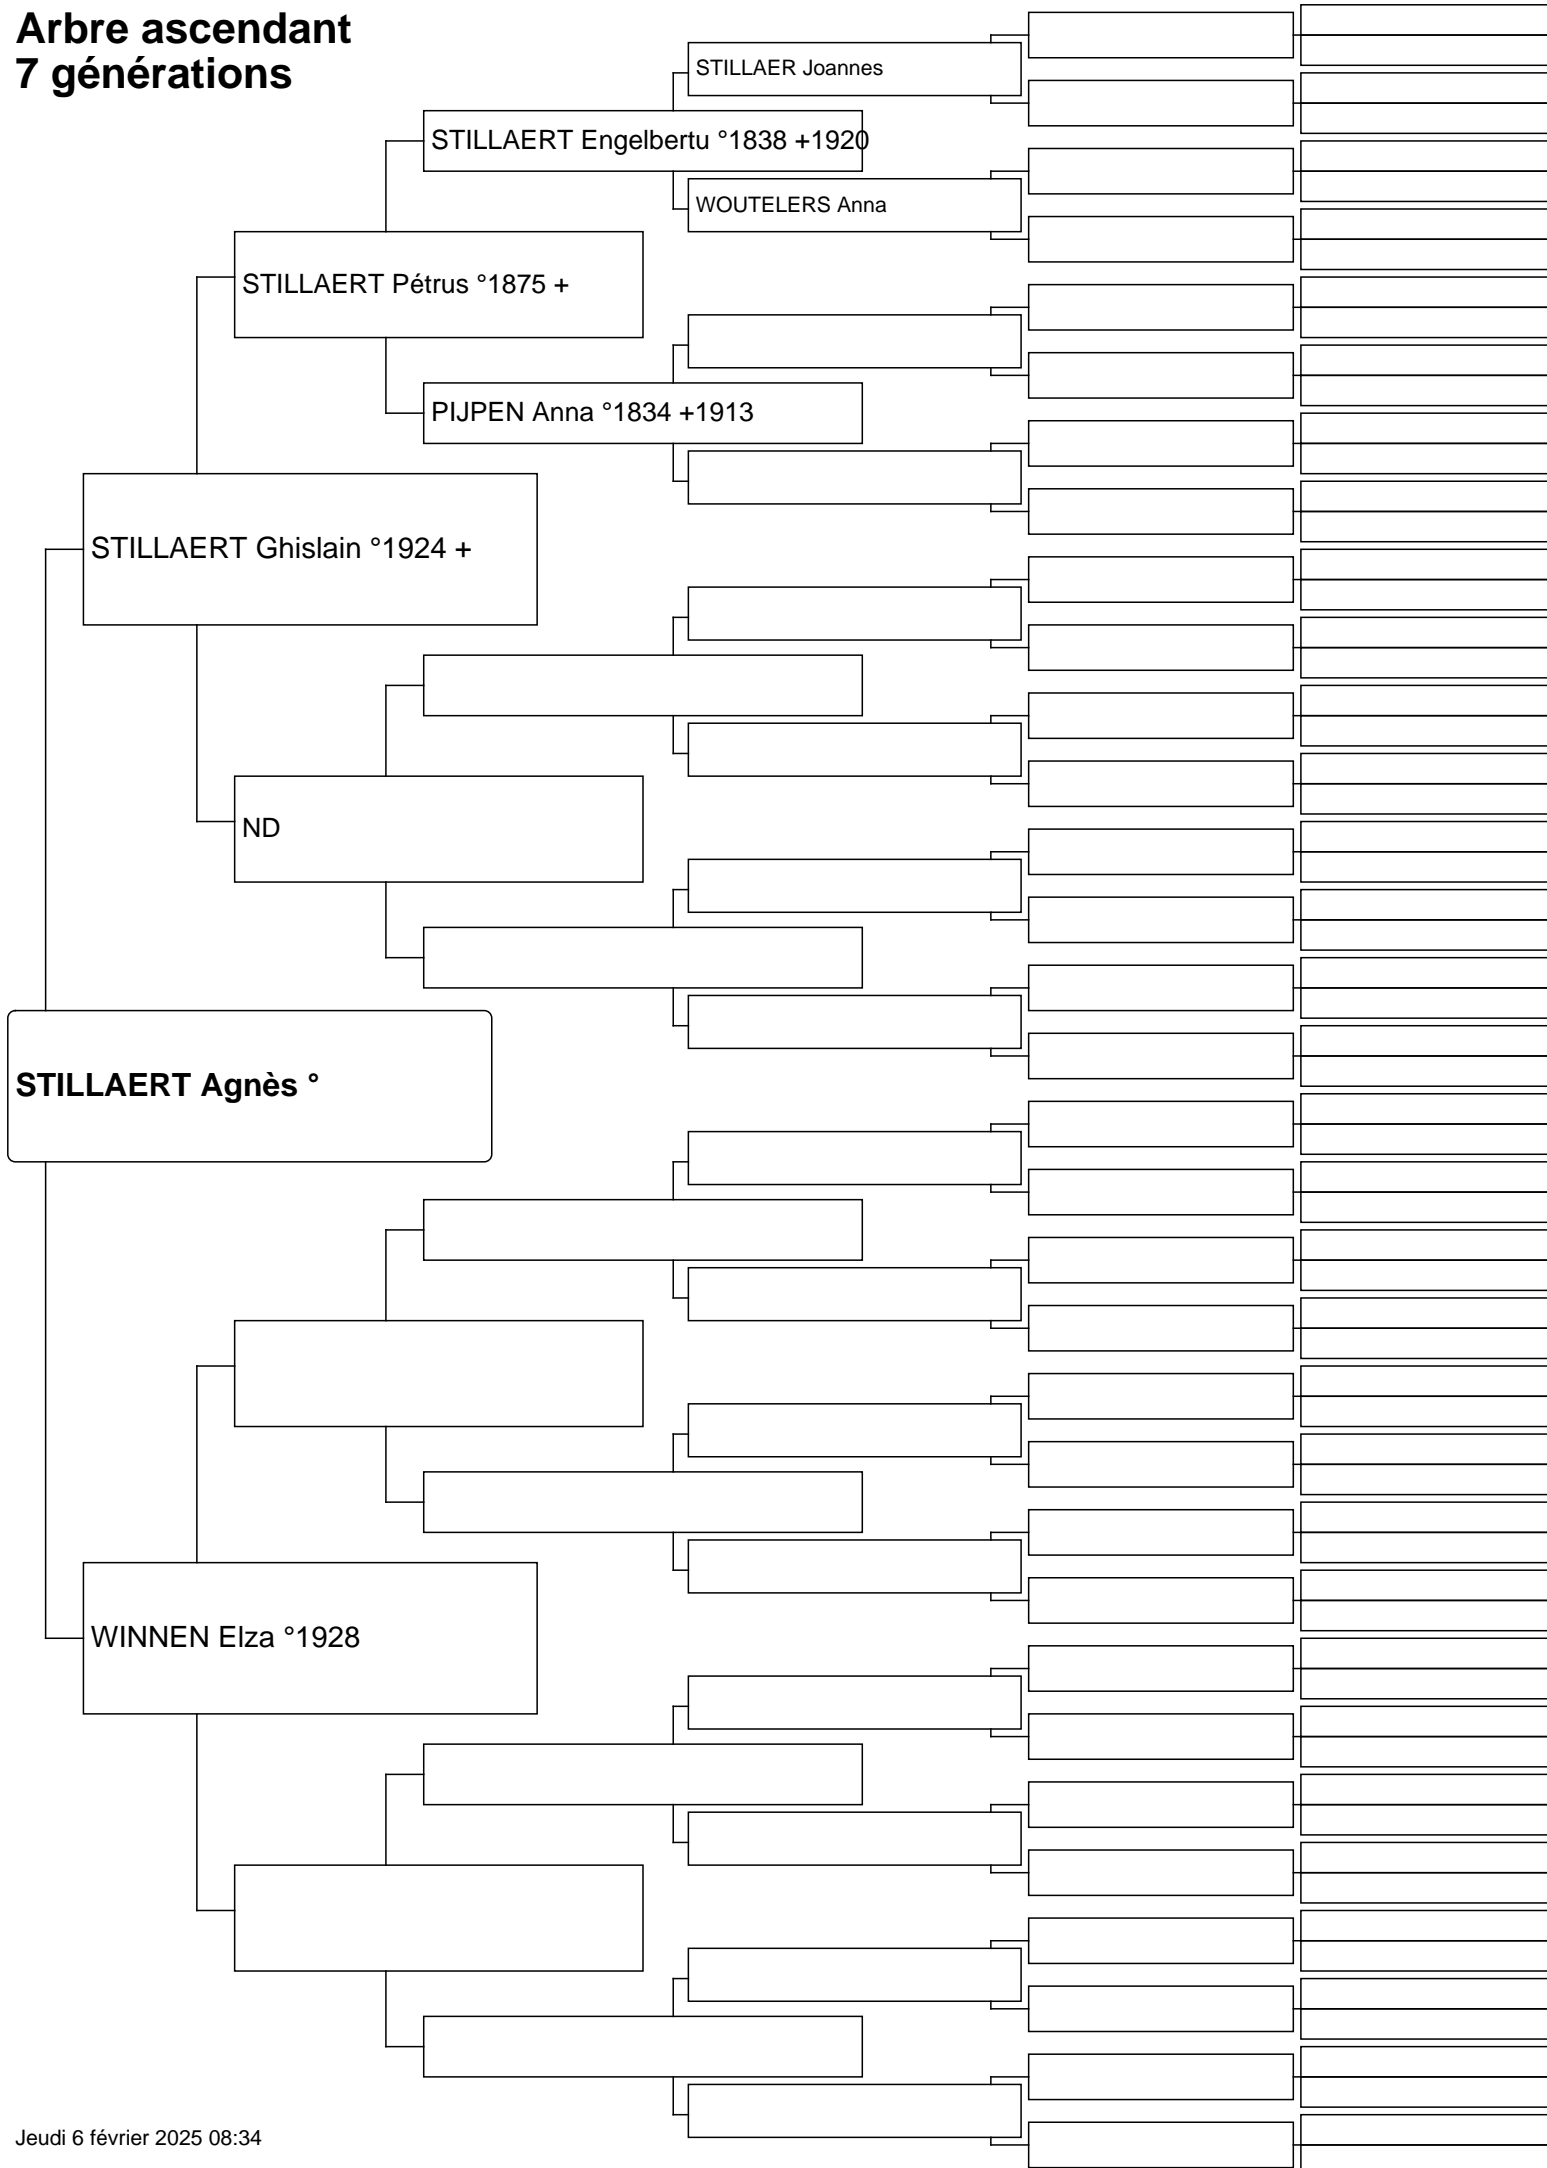 Arbre ascendant
7 générations
STILLAER Joannes
STILLAERT Engelbertu °1838 +1920
WOUTELERS Anna
STILLAERT Pétrus °1875 +
PIJPEN Anna °1834 +1913
STILLAERT Ghislain °1924 +
ND
STILLAERT Agnès °
WINNEN Elza °1928
Jeudi 6 février 2025 08:34